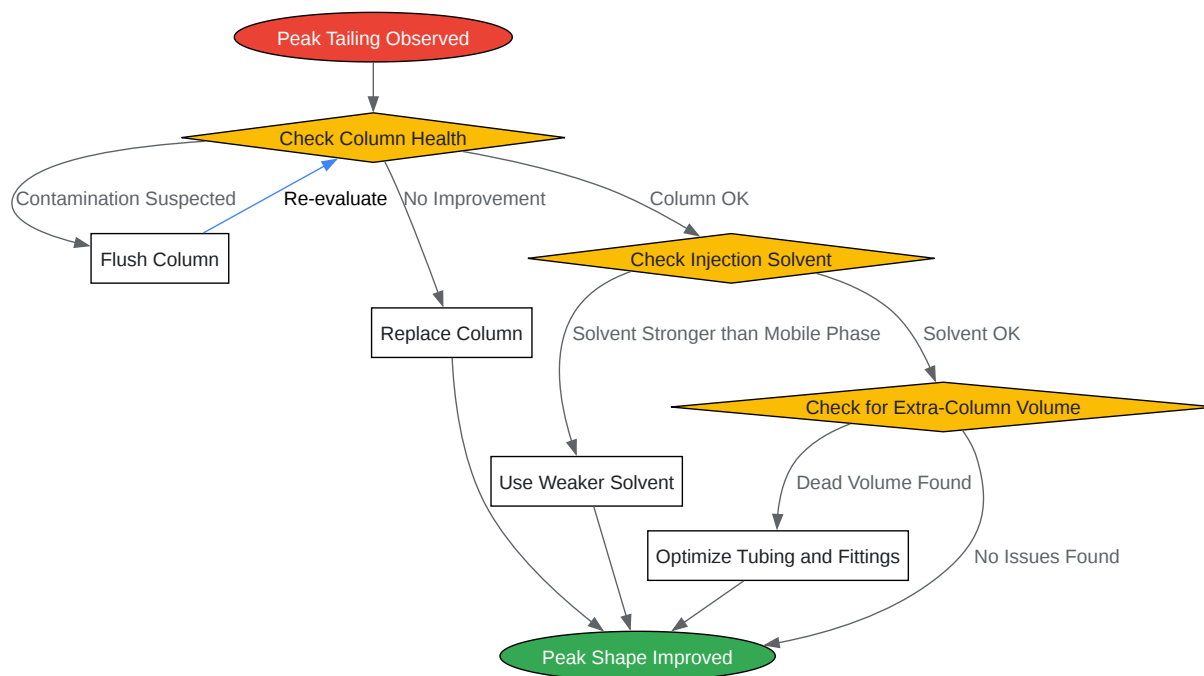 Peak Tailing Observed
Check Column Health
Contamination Suspected
Re-evaluate
No Improvement
Column OK
Flush Column
Check Injection Solvent
Replace Column
Solvent Stronger than Mobile Phase
Solvent OK
Check for Extra-Column Volume
Use Weaker Solvent
Dead Volume Found
Optimize Tubing and Fittings
No Issues Found
Peak Shape Improved